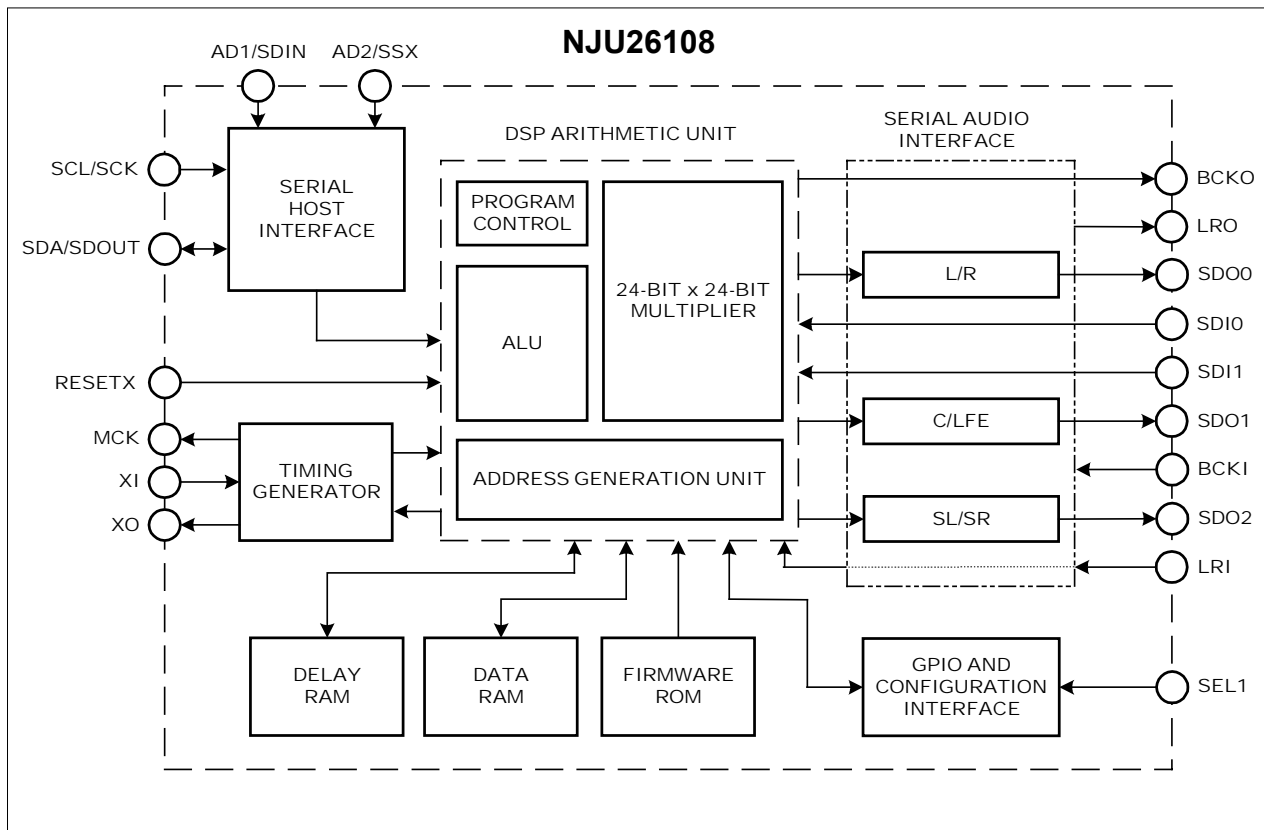 NJU26108
AD1/SDIN
AD2/SSX
SCL/SCK
SDA/SDOUT
SERIAL
HOST
INTERFACE
DSP ARITHMETIC UNIT
PROGRAM
CONTROL
ALU
24-BIT x 24-BIT
MULTIPLIER
ADDRESS GENERATION UNIT
SERIAL AUDIO
INTERFACE
L/R
C/LFE
SL/SR
BCKO
LRO
SDO0
SDI0
SDI1
SDO1
BCKI
SDO2
LRI
RESETX
MCK
XI
XO
TIMING
GENERATOR
DELAY
RAM
DATA
RAM
FIRMWARE
ROM
GPIO AND
CONFIGURATION
INTERFACE
SEL1